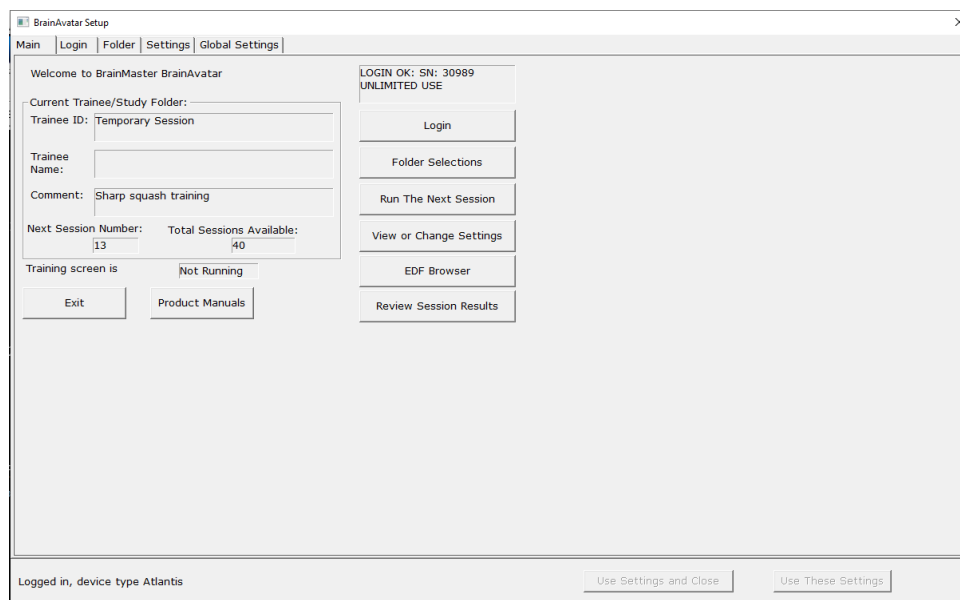 BrainAvatar Setup
Main Login Folder Settings Global Settings
Welcome to BrainMaster BrainAvatar
Current Trainee/Study Folder:
Trainee ID: Temporary Session
Trainee
Name:
Comment: Sharp squash training
Next Session Number: Total Sessions Available:
13 40
Training screen is Not Running
Exit Product Manuals
LOGIN OK: SN: 30989
UNLIMITED USE
Login
Folder Selections
Run The Next Session
View or Change Settings
EDF Browser
Review Session Results
Logged in, device type Atlantis
Use Settings and Close Use These Settings